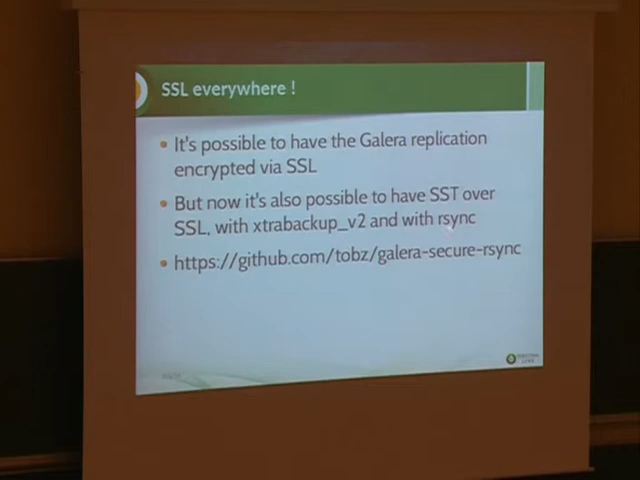 SSL everywhere !
It's possible to have the Galera replication
encrypted via SSL
But now it's also possible to have SST over
SSL, with xtrabackup_v2 and with rsync
https://github.com/tobz/galera-secure-rsync